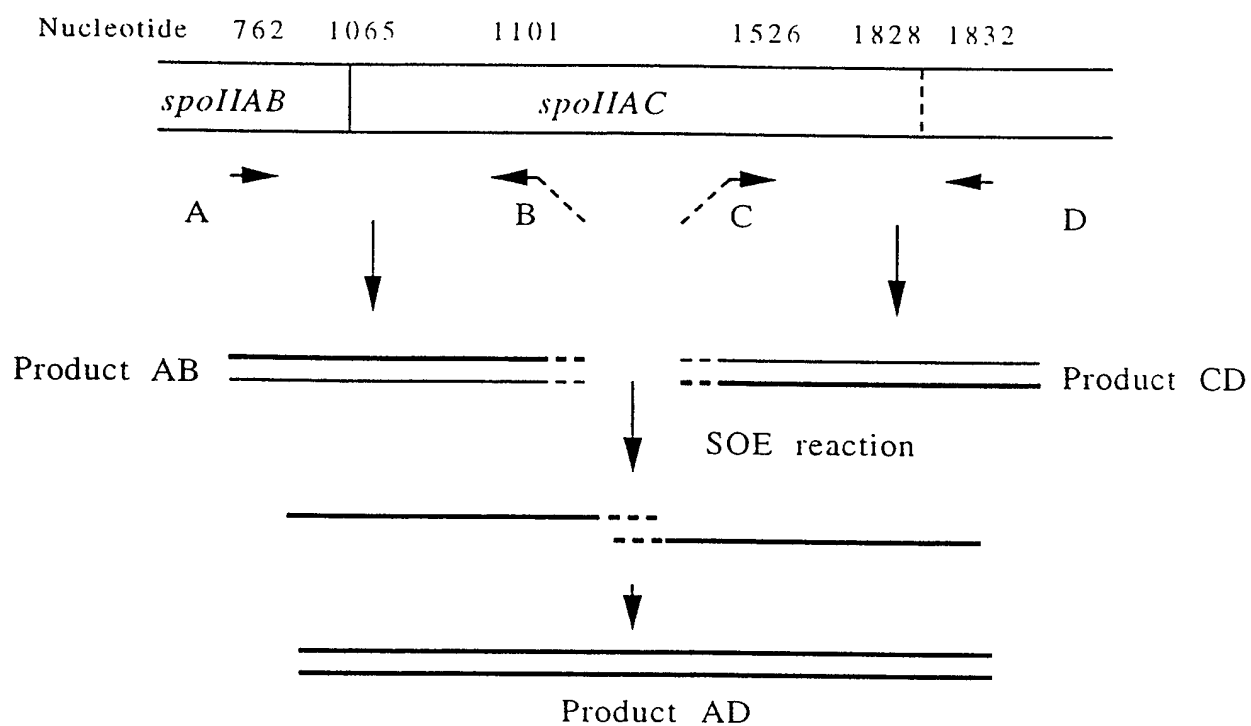 Nucleotide 762 1065 1101 1526 1828 1832
spoIIAB spoIIAC
A B C D
Product AB Product CD
SOE reaction
Product AD